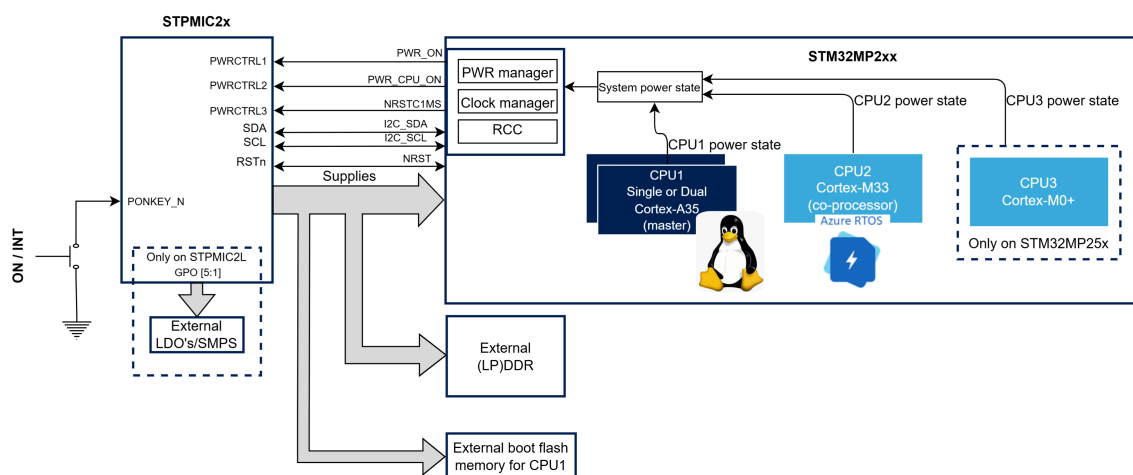 STPMIC2x
STM32MP2xx
PWRCTRL1
PWRCTRL2
PWRCTRL3
SDA
SCL
RSTn
PONKEY_N
PWR_ON
PWR_CPU_ON
NRSTC1MS
I2C_SDA
I2C_SCL
NRST
Supplies
PWR manager
Clock manager
RCC
System power state
CPU1 power state
CPU2 power state
CPU3 power state
CPU1
Single or Dual
Cortex-A35
(master)
CPU2
Cortex-M33
(co-processor)
Azure RTOS
CPU3
Cortex-M0+
Only on STM32MP25x
ON / INT
Only on STPMIC2L
GPO [5:1]
External
LDO's/SMPS
External
(LP)DDR
External boot flash
memory for CPU1